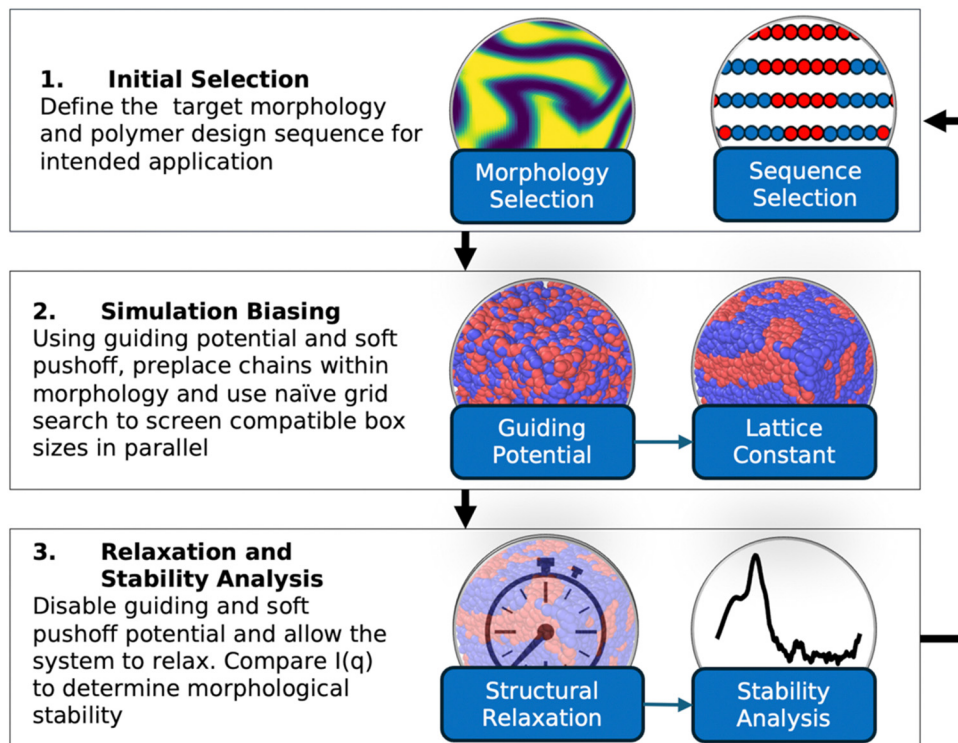 1. Initial Selection
Define the target morphology
and polymer design sequence for
intended application
Morphology
Selection
Sequence
Selection
2. Simulation Biasing
Using guiding potential and soft
pushoff, preplace chains within
morphology and use naïve grid
search to screen compatible box
sizes in parallel
Guiding
Potential
Lattice
Constant
3. Relaxation and
Stability Analysis
Disable guiding and soft
pushoff potential and allow the
system to relax. Compare I(q)
to determine morphological
stability
Structural
Relaxation
Stability
Analysis